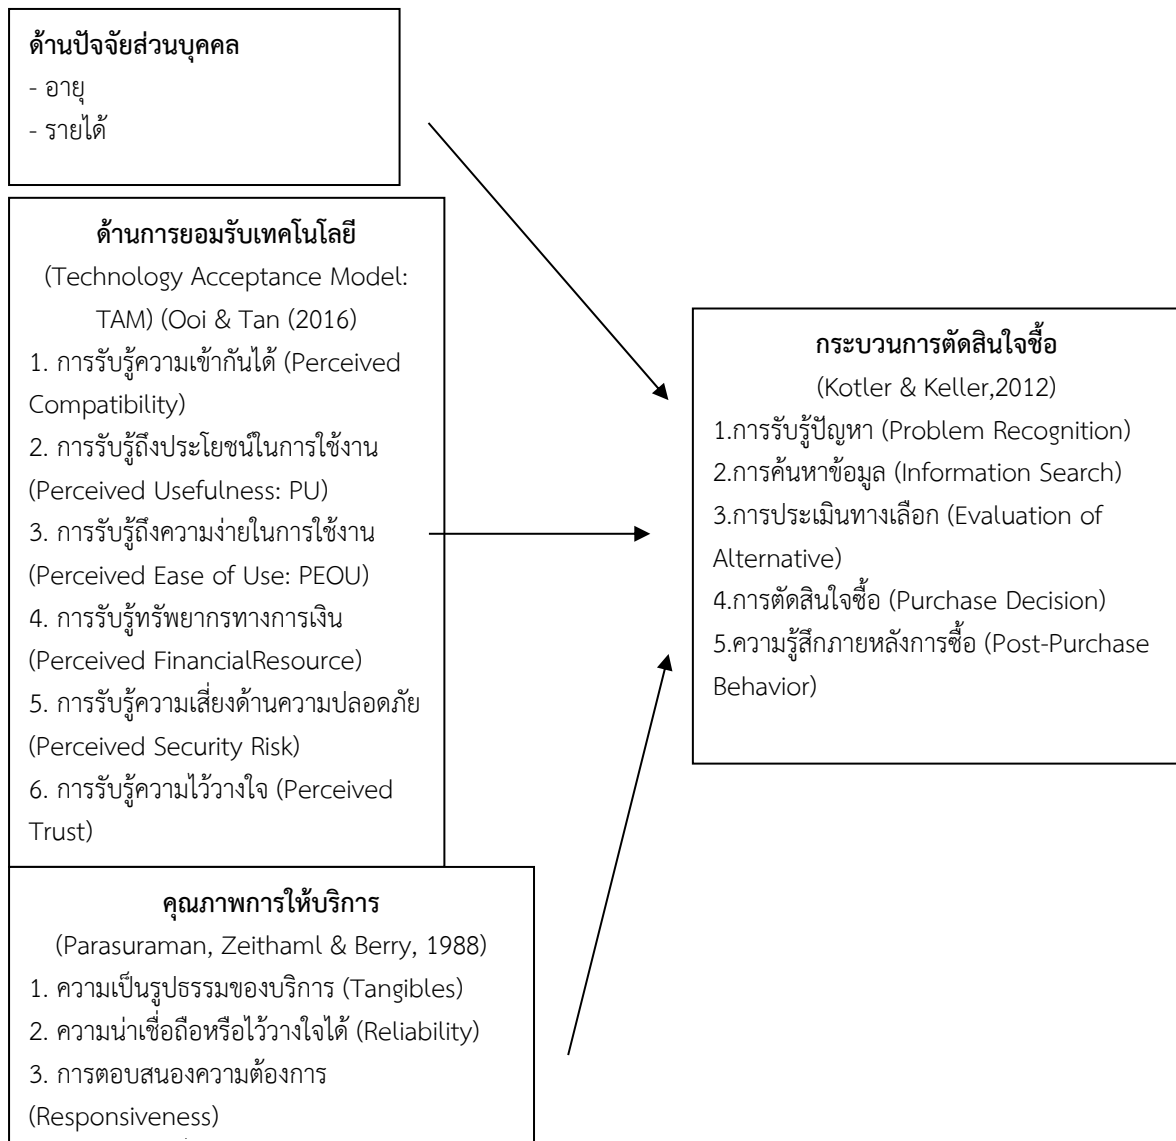 ด้านปัจจัยส่วนบุคคล
- อายุ
- รายได้
ด้านการยอมรับเทคโนโลยี
(Technology Acceptance Model:
TAM) (Ooi & Tan (2016)
1. การรับรู้ความเข้ากันได้ (Perceived
Compatibility)
2. การรับรู้ถึงประโยชน์ในการใช้งาน
(Perceived Usefulness: PU)
3. การรับรู้ถึงความง่ายในการใช้งาน
(Perceived Ease of Use: PEOU)
4. การรับรู้ทรัพยากรทางการเงิน
(Perceived FinancialResource)
5. การรับรู้ความเสี่ยงด้านความปลอดภัย
(Perceived Security Risk)
6. การรับรู้ความไว้วางใจ (Perceived
Trust)
คุณภาพการให้บริการ
(Parasuraman, Zeithaml & Berry, 1988)
1. ความเป็นรูปธรรมของบริการ (Tangibles)
2. ความน่าเชื่อถือหรือไว้วางใจได้ (Reliability)
3. การตอบสนองความต้องการ
(Responsiveness)
กระบวนการตัดสินใจซื้อ
(Kotler & Keller,2012)
1.การรับรู้ปัญหา (Problem Recognition)
2.การค้นหาข้อมูล (Information Search)
3.การประเมินทางเลือก (Evaluation of
Alternative)
4.การตัดสินใจซื้อ (Purchase Decision)
5.ความรู้สึกภายหลังการซื้อ (Post-Purchase
Behavior)